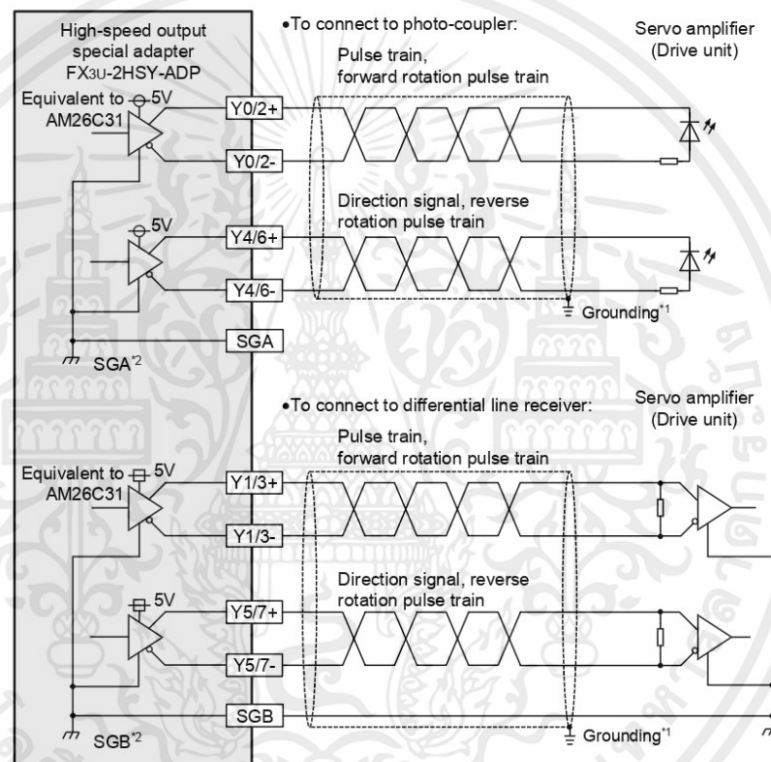 High-speed output
special adapter
FX3U-2HSY-ADP
•To connect to photo-coupler:
Servo amplifier
(Drive unit)
Pulse train,
forward rotation pulse train
Equivalent to
AM26C31
5V
Y0/2+
Y0/2-
Direction signal, reverse
rotation pulse train
5V
Y4/6+
Y4/6-
Grounding*1
SGA
SGA*2
•To connect to differential line receiver:
Servo amplifier
(Drive unit)
Pulse train,
forward rotation pulse train
Equivalent to
AM26C31
5V
Y1/3+
Y1/3-
Direction signal, reverse
rotation pulse train
5V
Y5/7+
Y5/7-
SGB
SGB*2
Grounding*1